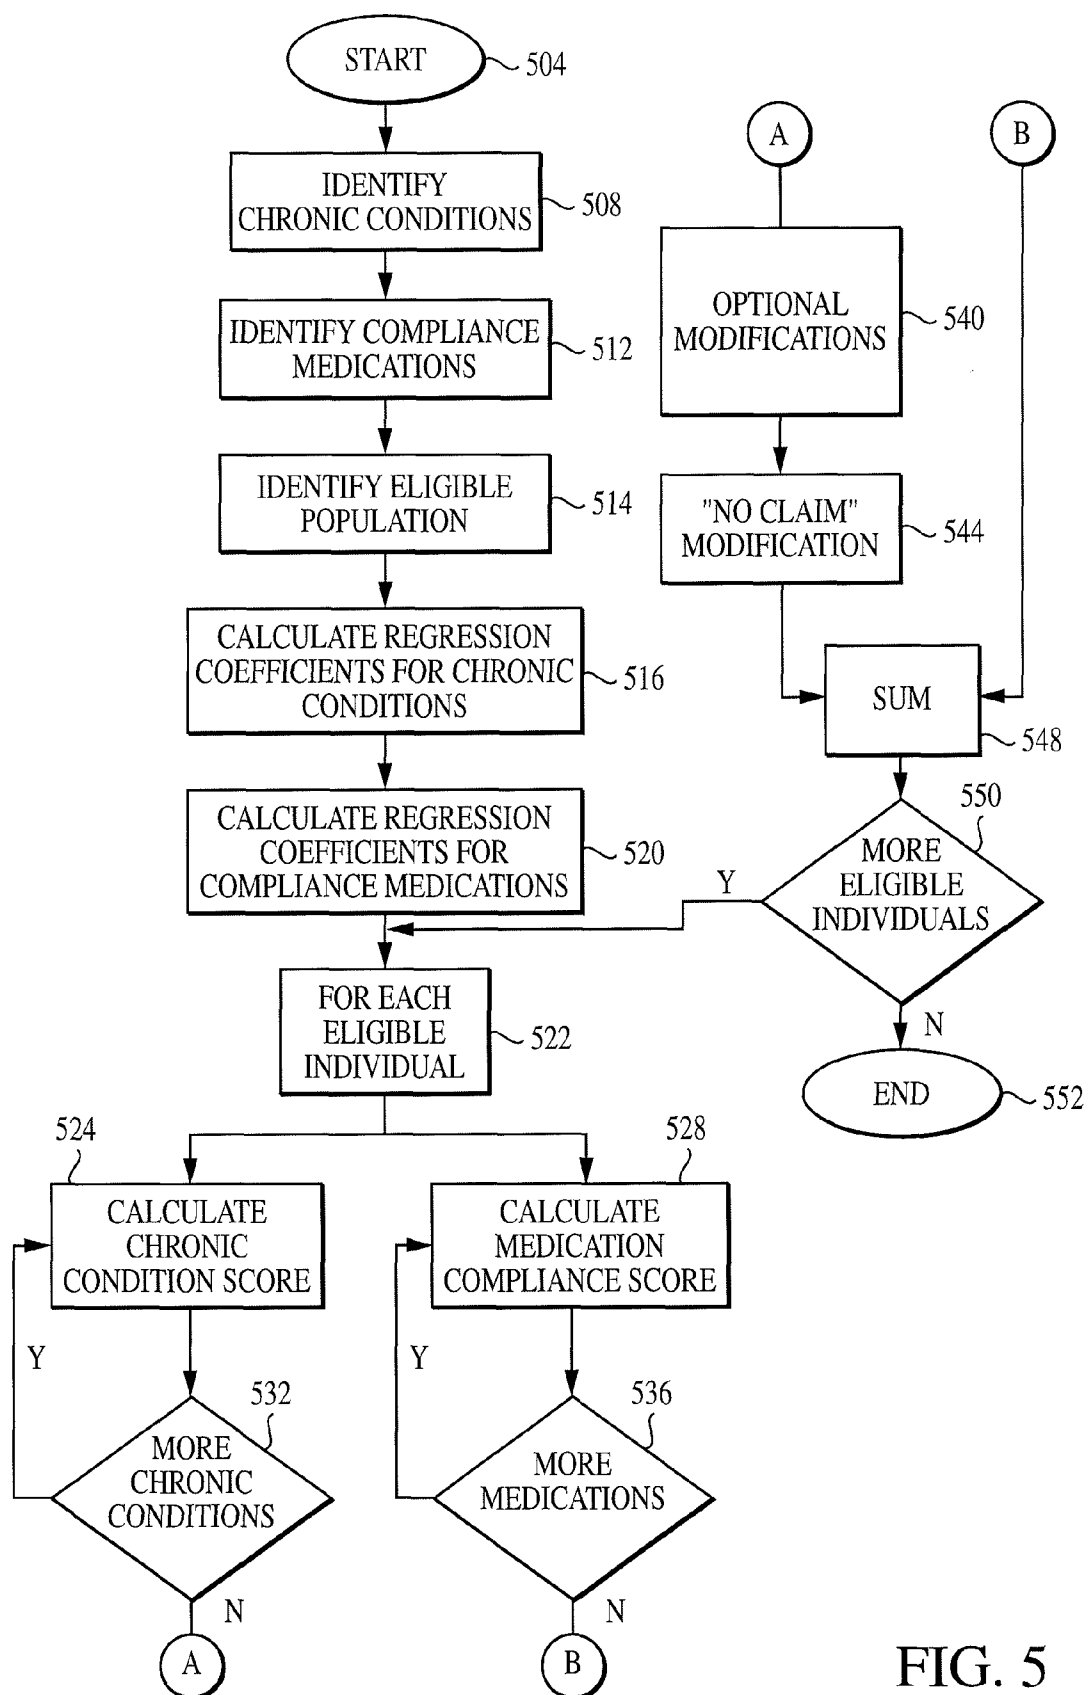 START
504
IDENTIFY
CHRONIC CONDITIONS
508
IDENTIFY COMPLIANCE
MEDICATIONS
512
IDENTIFY ELIGIBLE
POPULATION
514
CALCULATE REGRESSION
COEFFICIENTS FOR CHRONIC
CONDITIONS
516
CALCULATE REGRESSION
COEFFICIENTS FOR
COMPLIANCE MEDICATIONS
520
FOR EACH
ELIGIBLE
INDIVIDUAL
522
524
CALCULATE
CHRONIC
CONDITION SCORE
Y
532
MORE
CHRONIC
CONDITIONS
N
A
528
CALCULATE
MEDICATION
COMPLIANCE SCORE
Y
536
MORE
MEDICATIONS
N
B
A
B
OPTIONAL
MODIFICATIONS
540
"NO CLAIM"
MODIFICATION
544
SUM
548
550
MORE
ELIGIBLE
INDIVIDUALS
Y
N
END
552
FIG. 5